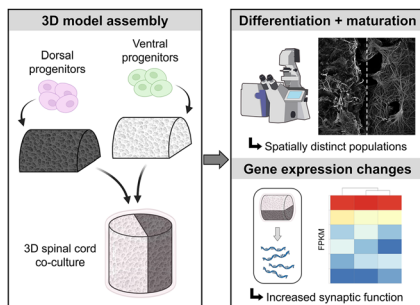 3D model assembly
Dorsal
progenitors
Ventral
progenitors
3D spinal cord
co-culture
Differentiation + maturation
Spatially distinct populations
Gene expression changes
FPKM
Increased synaptic function